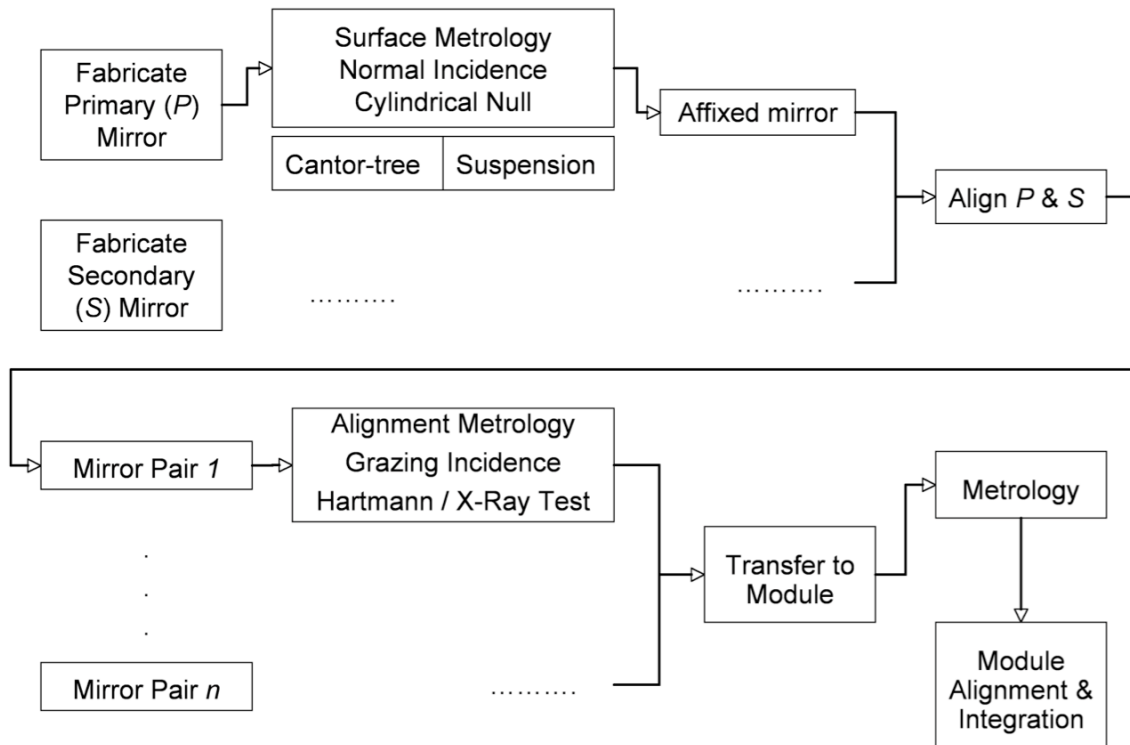 Fabricate
Primary (P)
Mirror
Surface Metrology
Normal Incidence
Cylindrical Null
Cantor-tree
Suspension
Affixed mirror
Align P & S
Fabricate
Secondary
(S) Mirror
……….
……….
Mirror Pair 1
Alignment Metrology
Grazing Incidence
Hartmann / X-Ray Test
Transfer to
Module
Metrology
.
.
.
Mirror Pair n
……….
Module
Alignment &
Integration